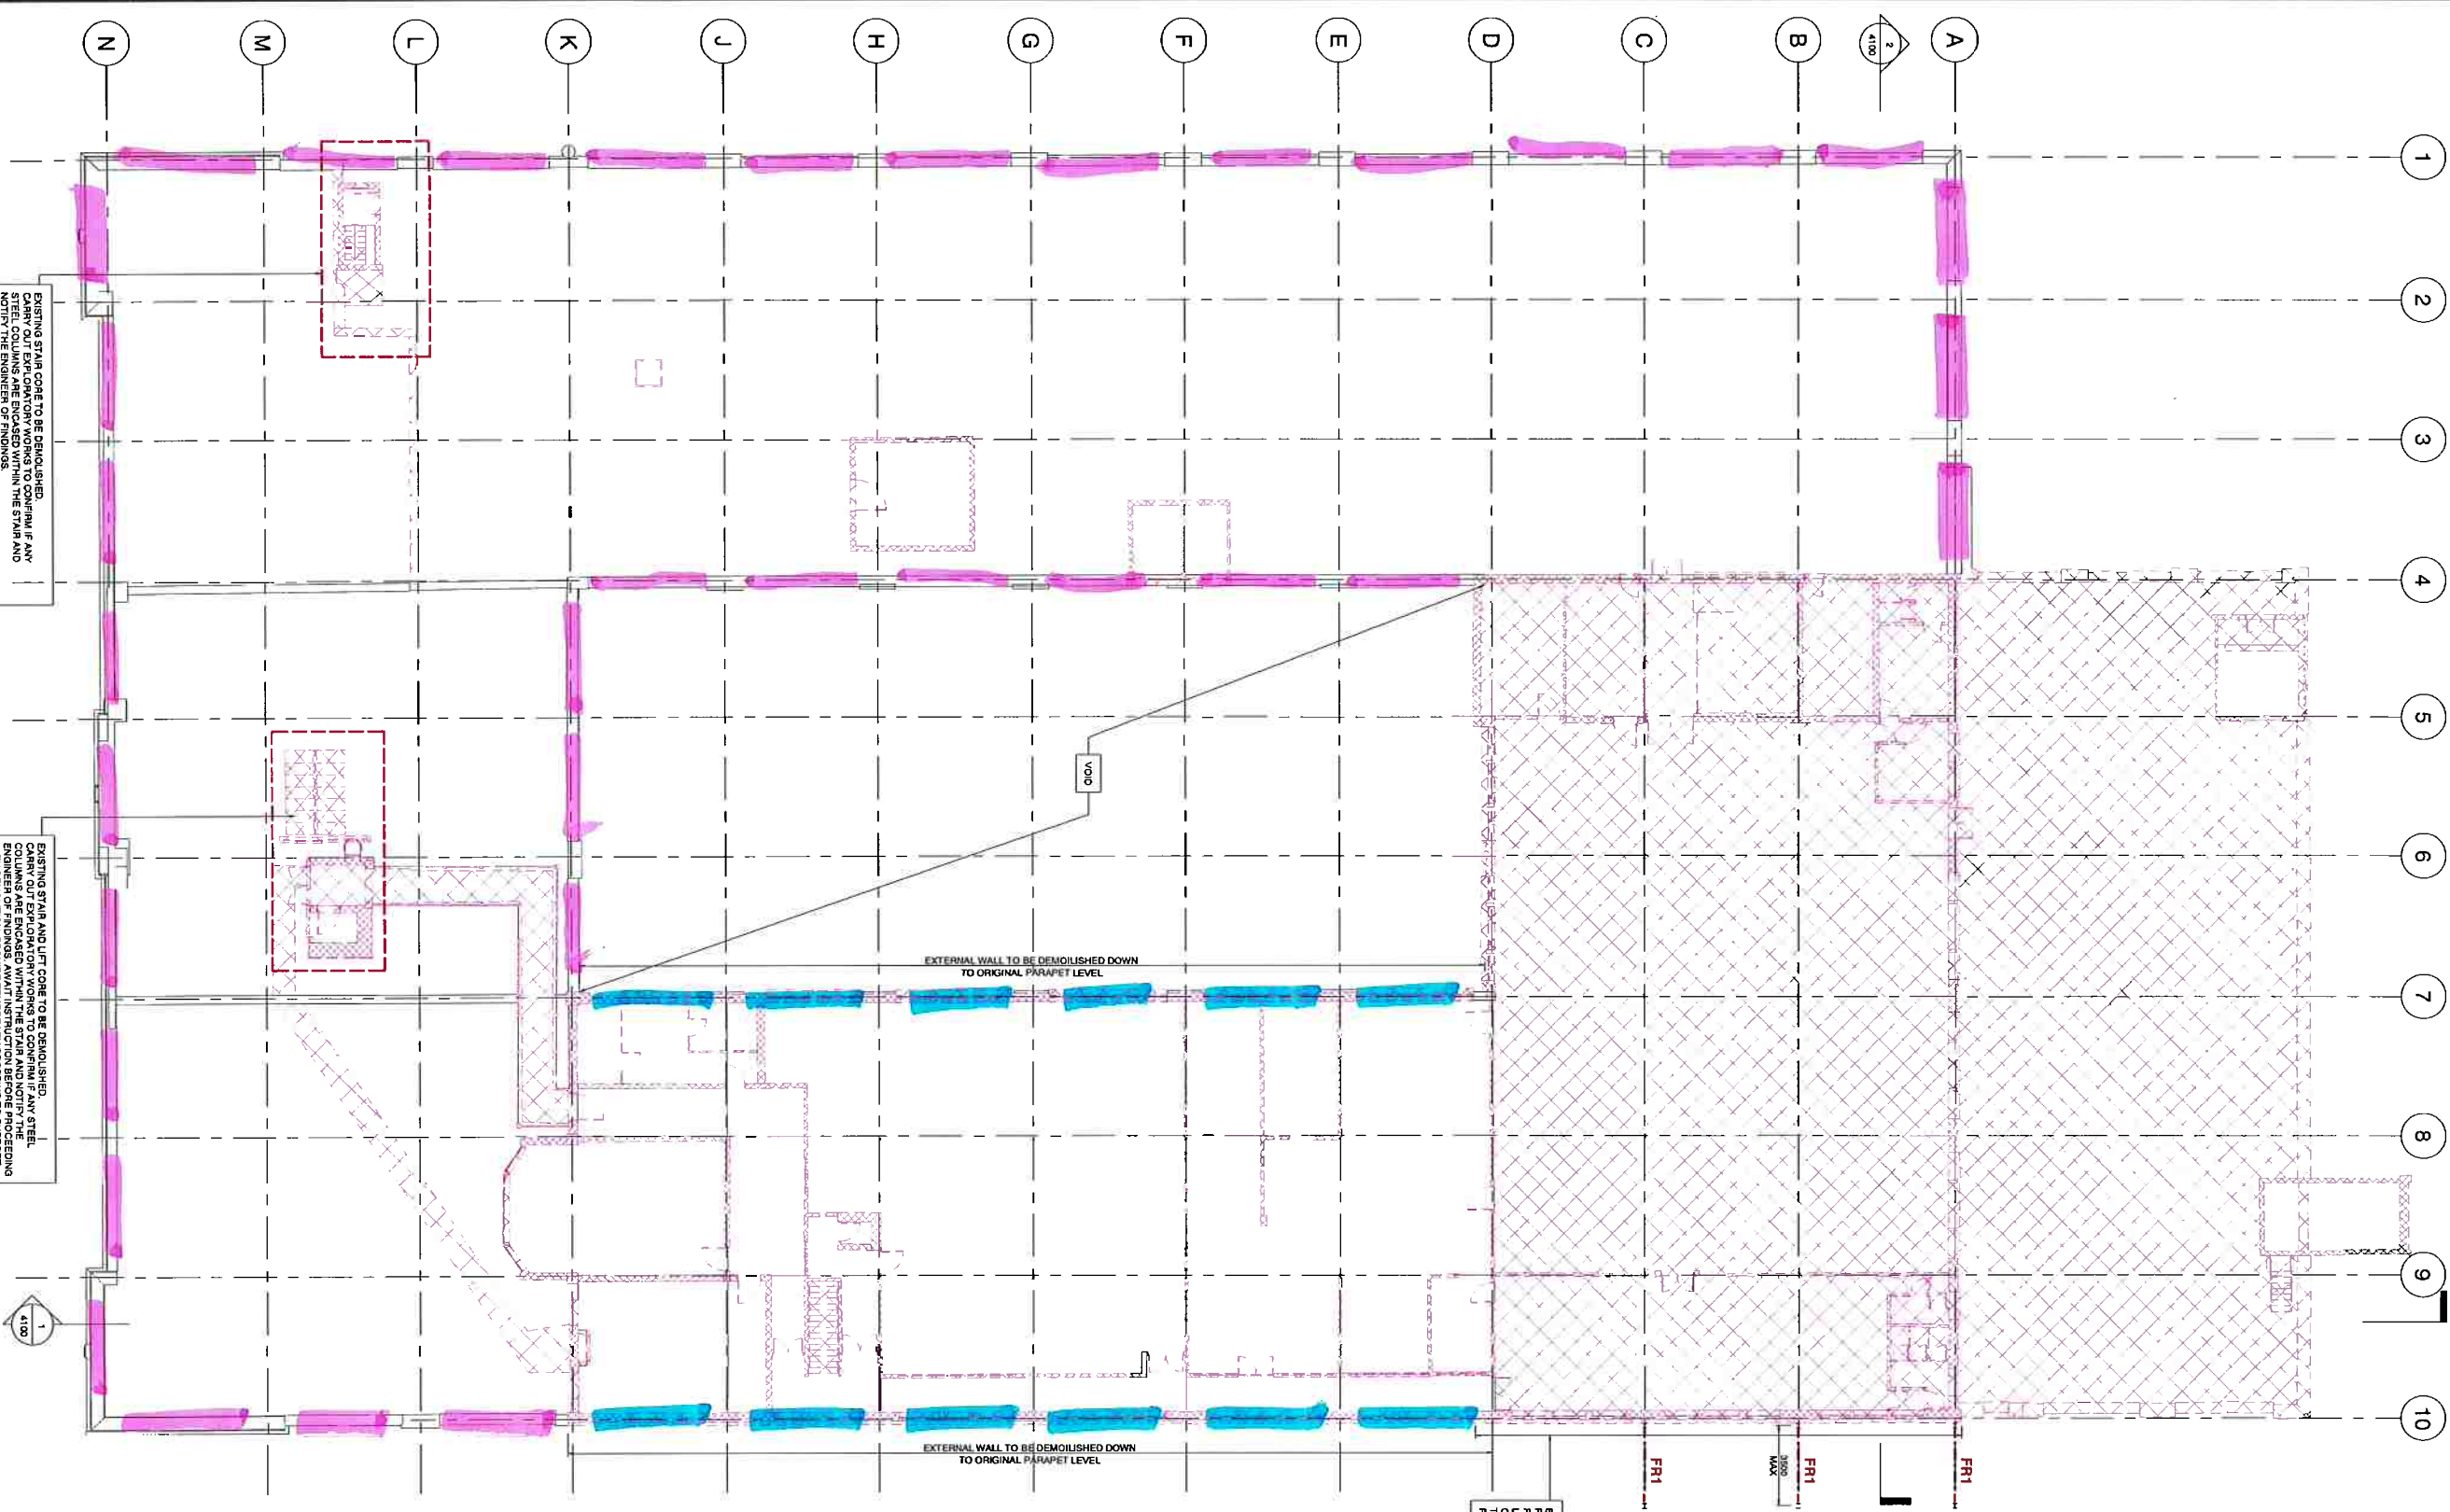 N
M
L
K
J
H
G
F
E
D
C
B
2
4100
A
1
2
3
4
5
6
7
8
9
10
EXISTING STAIR CORE TO BE DEMOLISHED.
CARRY OUT EXPLORATORY WORKS TO CONFIRM IF ANY
STEEL COLUMNS ARE ENCASED WITHIN THE STAIR AND
NOTIFY THE ENGINEER OF FINDINGS.
VOID
EXISTING STAIR AND LIFT CORE TO BE DEMOLISHED.
CARRY OUT EXPLORATORY WORKS TO CONFIRM IF ANY STEEL
COLUMNS ARE ENCASED WITHIN THE STAIR AND NOTIFY THE
ENGINEER OF FINDINGS. AWAIT INSTRUCTION BEFORE PROCEEDING
EXTERNAL WALL TO BE DEMOILISHED DOWN
TO ORIGINAL PARAPET LEVEL
1
4100
EXTERNAL WALL TO BE DEMOILISHED DOWN
TO ORIGINAL PARAPET LEVEL
FR1
3500
MAX
FR1
FR1